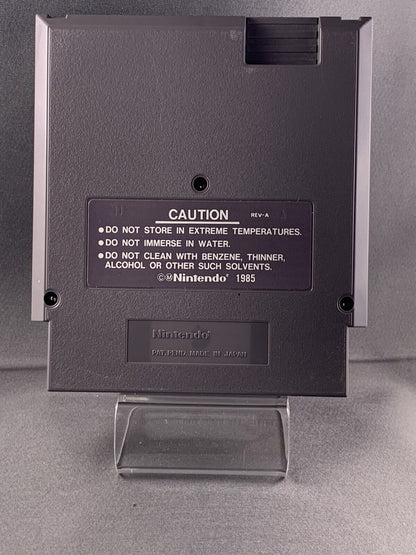 CAUTION REV-A
●DO NOT STORE IN EXTREME TEMPERATURES.
●DO NOT IMMERSE IN WATER.
●DO NOT CLEAN WITH BENZENE, THINNER,
ALCOHOL OR OTHER SUCH SOLVENTS.
©ⓂNintendo® 1985
Nintendo®
PAT. PEND. MADE IN JAPAN